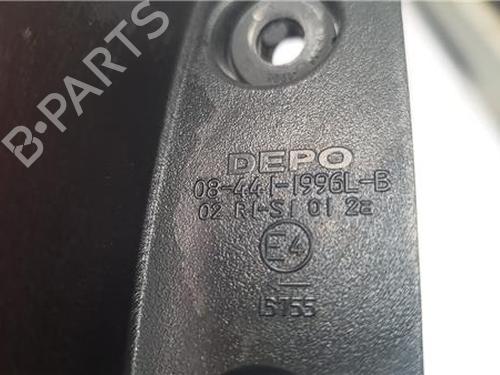 B-PARTS
DEPO
08-441-1996L-B
02 R1-S1 01 2a
E4
15755